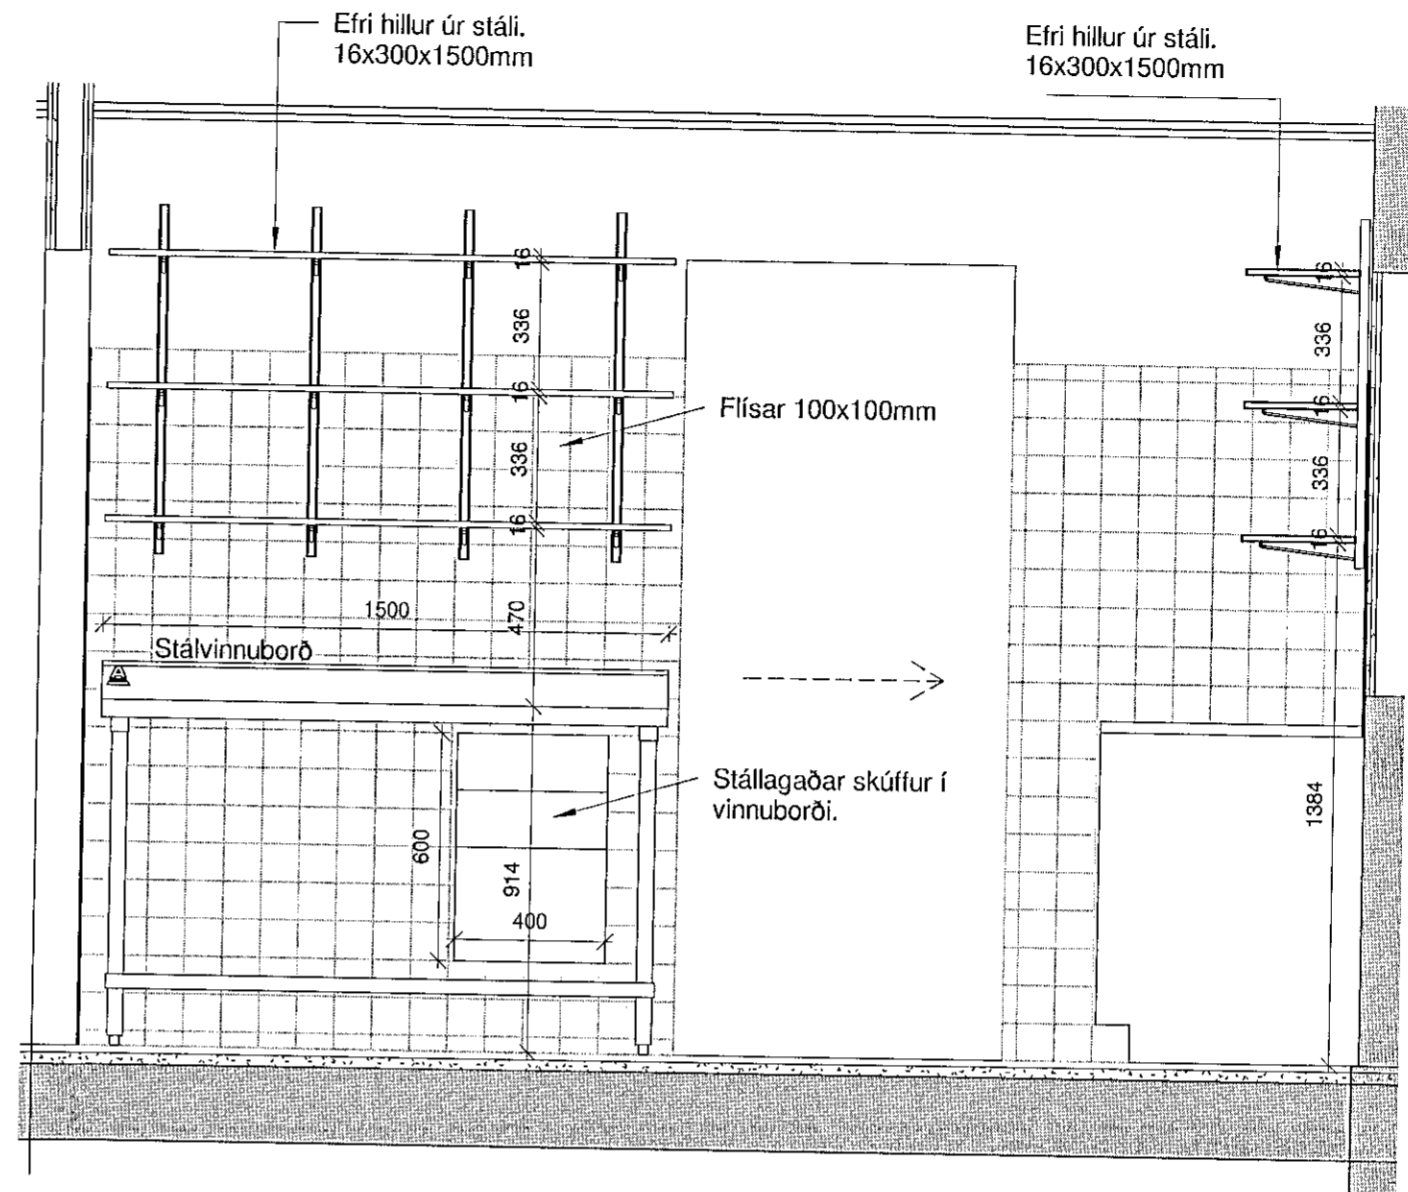 Efri hillur úr stáli.
16x300x1500mm
Efri hillur úr stáli.
16x300x1500mm
16
336
16
336
16
470
1500
Flísar 100x100mm
16
336
16
336
16
Stálvinnuborð
Stállagaðar skúffur í
vinnuborði.
600
914
400
1384